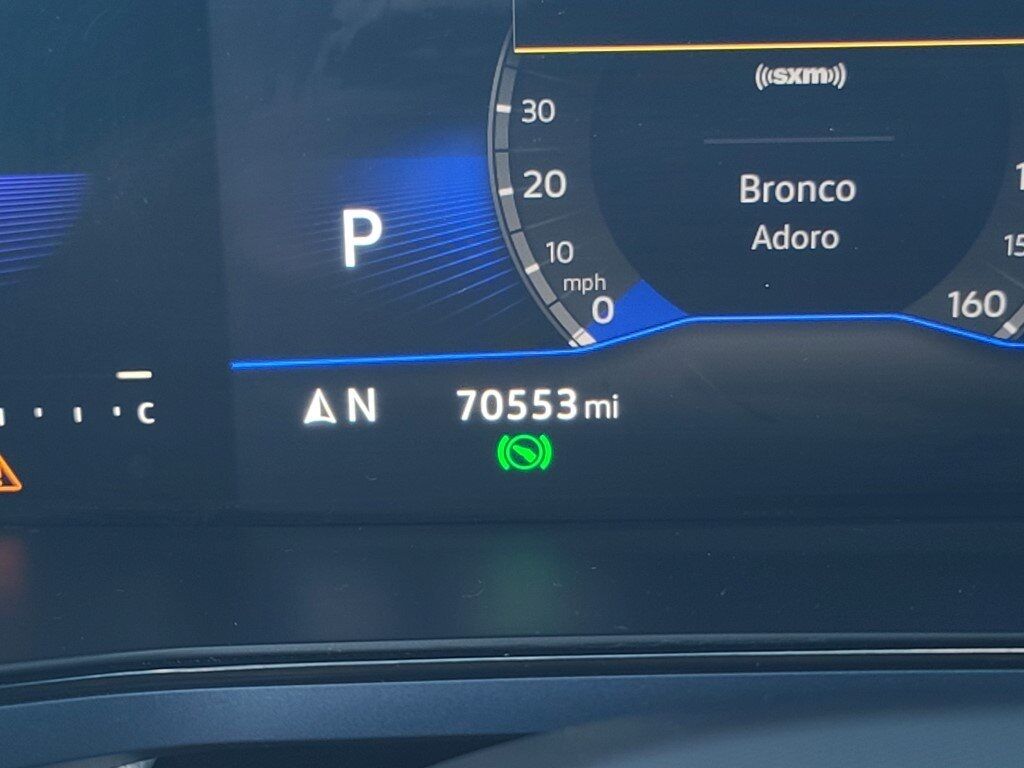 (((sxm)))
30
20
Bronco
P
Adoro
10
mph
0
160
N
70553 mi
C